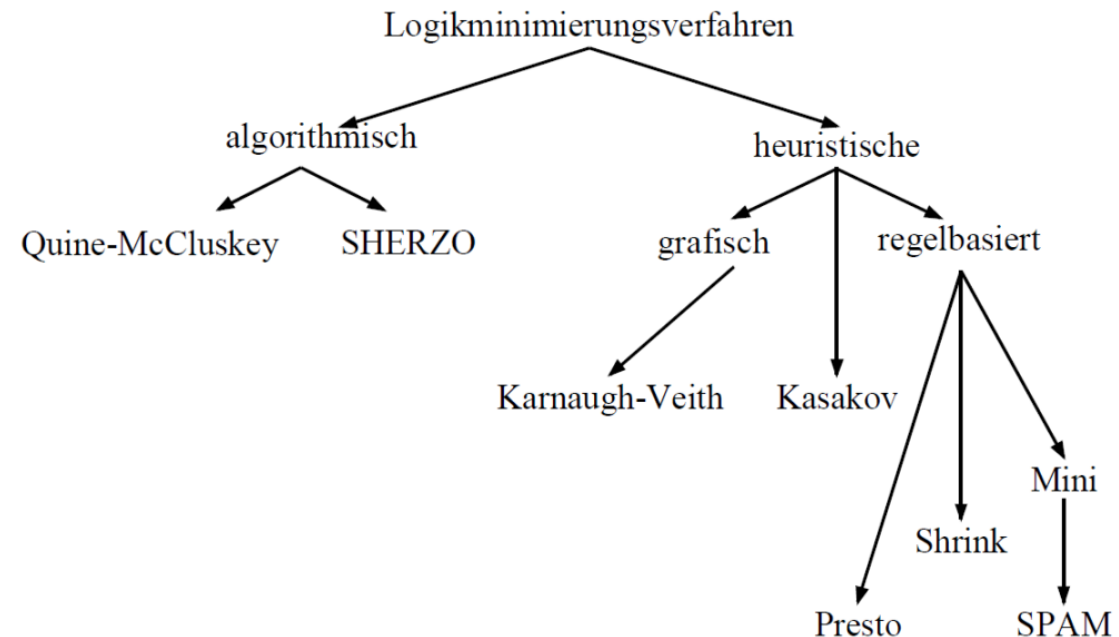 Logikminimierungsverfahren
algorithmisch
heuristische
Quine-McCluskey
SHERZO
grafisch
regelbasiert
Karnaugh-Veith
Kasakov
Mini
Shrink
Presto
SPAM